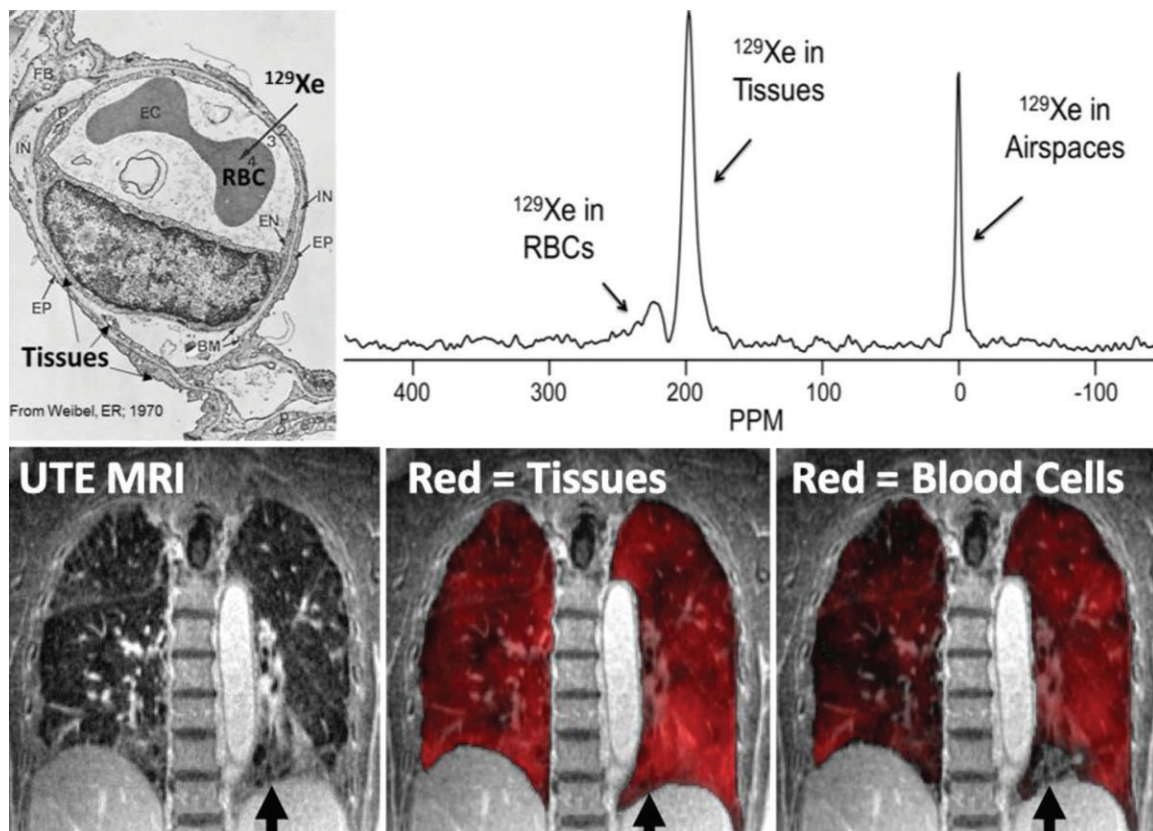 FB
P
IN
EC
129Xe
2
3
4
RBC
IN
EN
EP
EP
BM
Tissues
From Weibel, ER; 1970
P
129Xe in
Tissues
129Xe in
Airspaces
129Xe in
RBCs
400
300
200
100
0
-100
PPM
UTE MRI
Red = Tissues
Red = Blood Cells